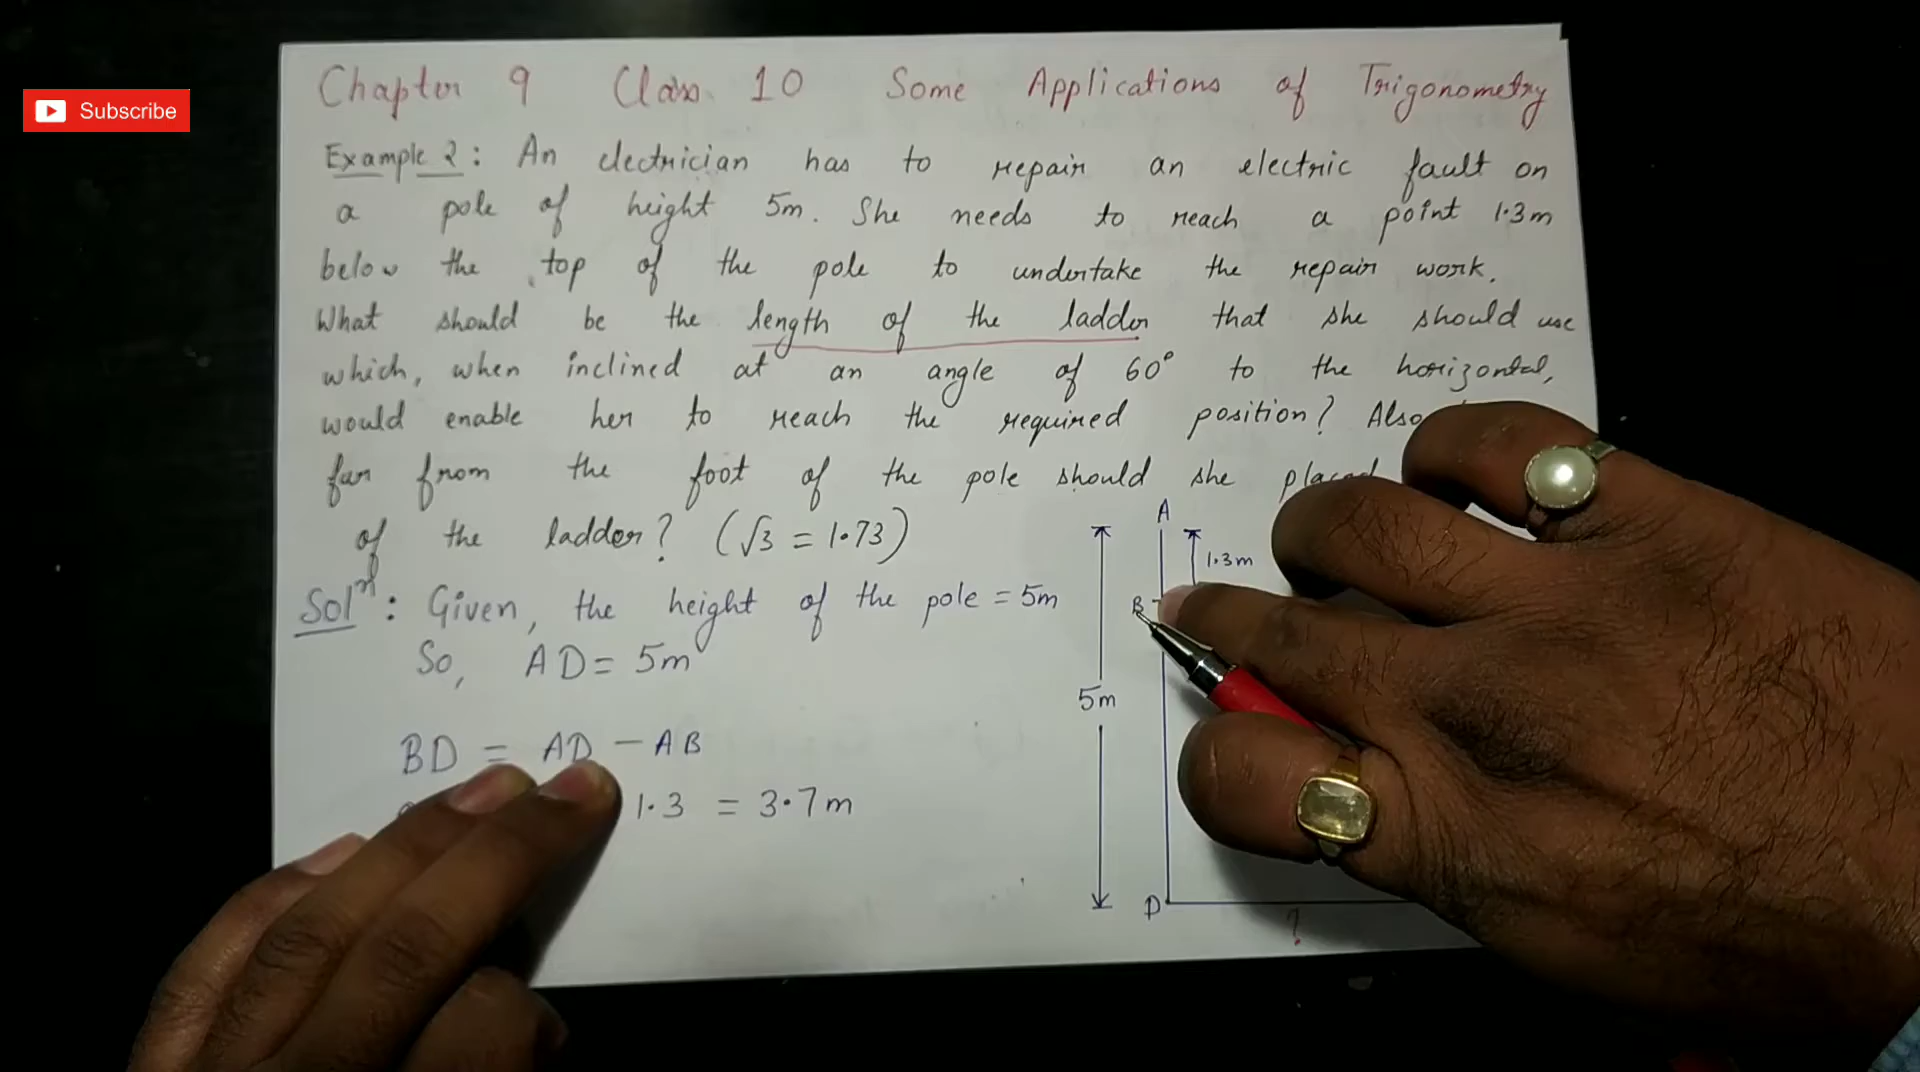 Subscribe
Chapter 9 Class 10 Some Applications of Trigonometry
Example 2: An electrician has to repair an electric fault on
a pole of height 5m. She needs to reach a point 1.3m
below the top of the pole to undertake the repair work.
What should be the length of the ladder that she should use
which, when inclined at an angle of 60° to the horizontal,
would enable her to reach the required position? Also
far from the foot of the pole should she placed
of the ladder? (√3 = 1.73)
Solⁿ: Given, the height of the pole = 5m
So, AD = 5m
BD = AD - AB
1.3 = 3.7m
A
1.3m
B
5m
D
?